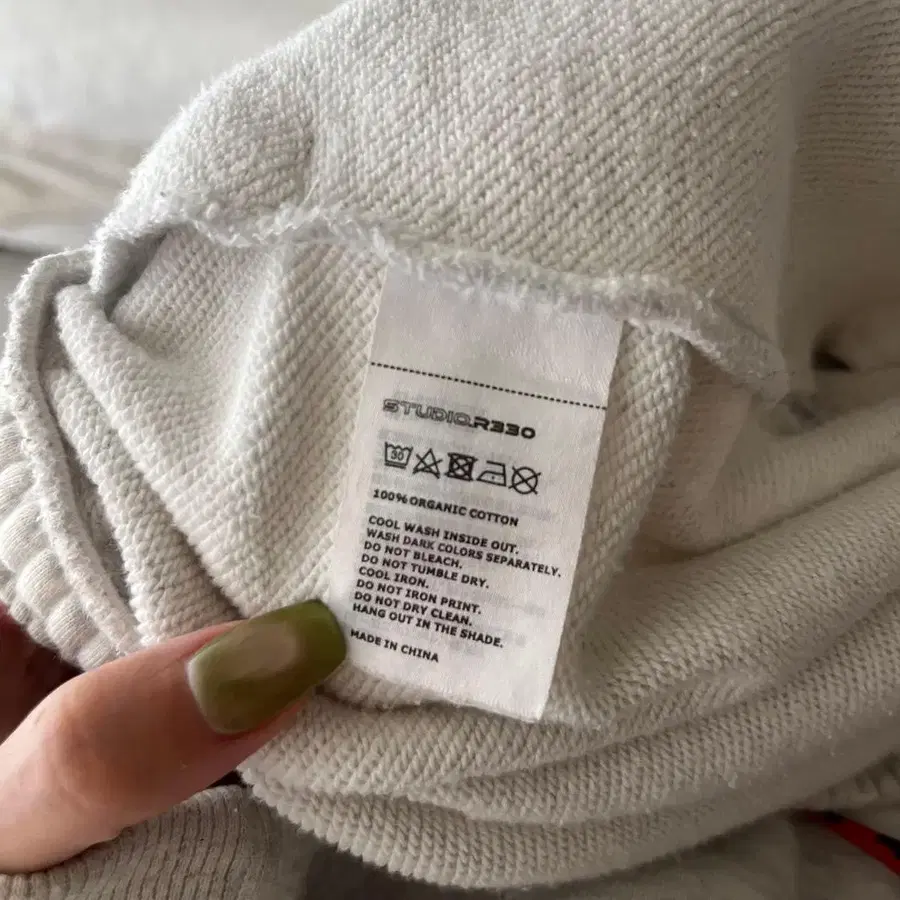 STUDIO.R330
30
100% ORGANIC COTTON
COOL WASH INSIDE OUT.
WASH DARK COLORS SEPARATELY.
DO NOT BLEACH.
DO NOT TUMBLE DRY.
COOL IRON.
DO NOT IRON PRINT.
DO NOT DRY CLEAN.
HANG OUT IN THE SHADE.
MADE IN CHINA